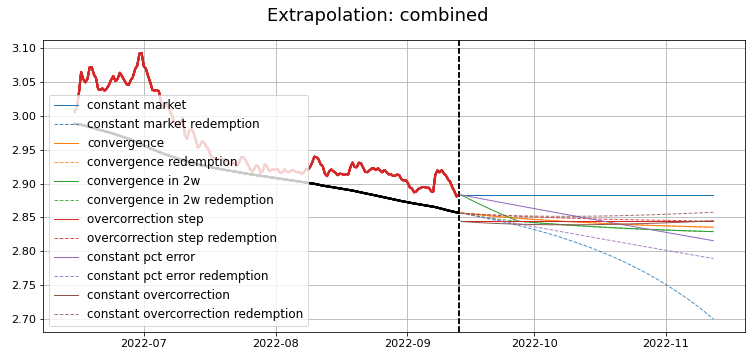 Extrapolation: combined
3.10
3.05
3.00
2.95
2.90
2.85
2.80
2.75
2.70
constant market
constant market redemption
convergence
convergence redemption
convergence in 2w
convergence in 2w redemption
overcorrection step
overcorrection step redemption
constant pct error
constant pct error redemption
constant overcorrection
constant overcorrection redemption
2022-07 2022-08 2022-09 2022-10 2022-11